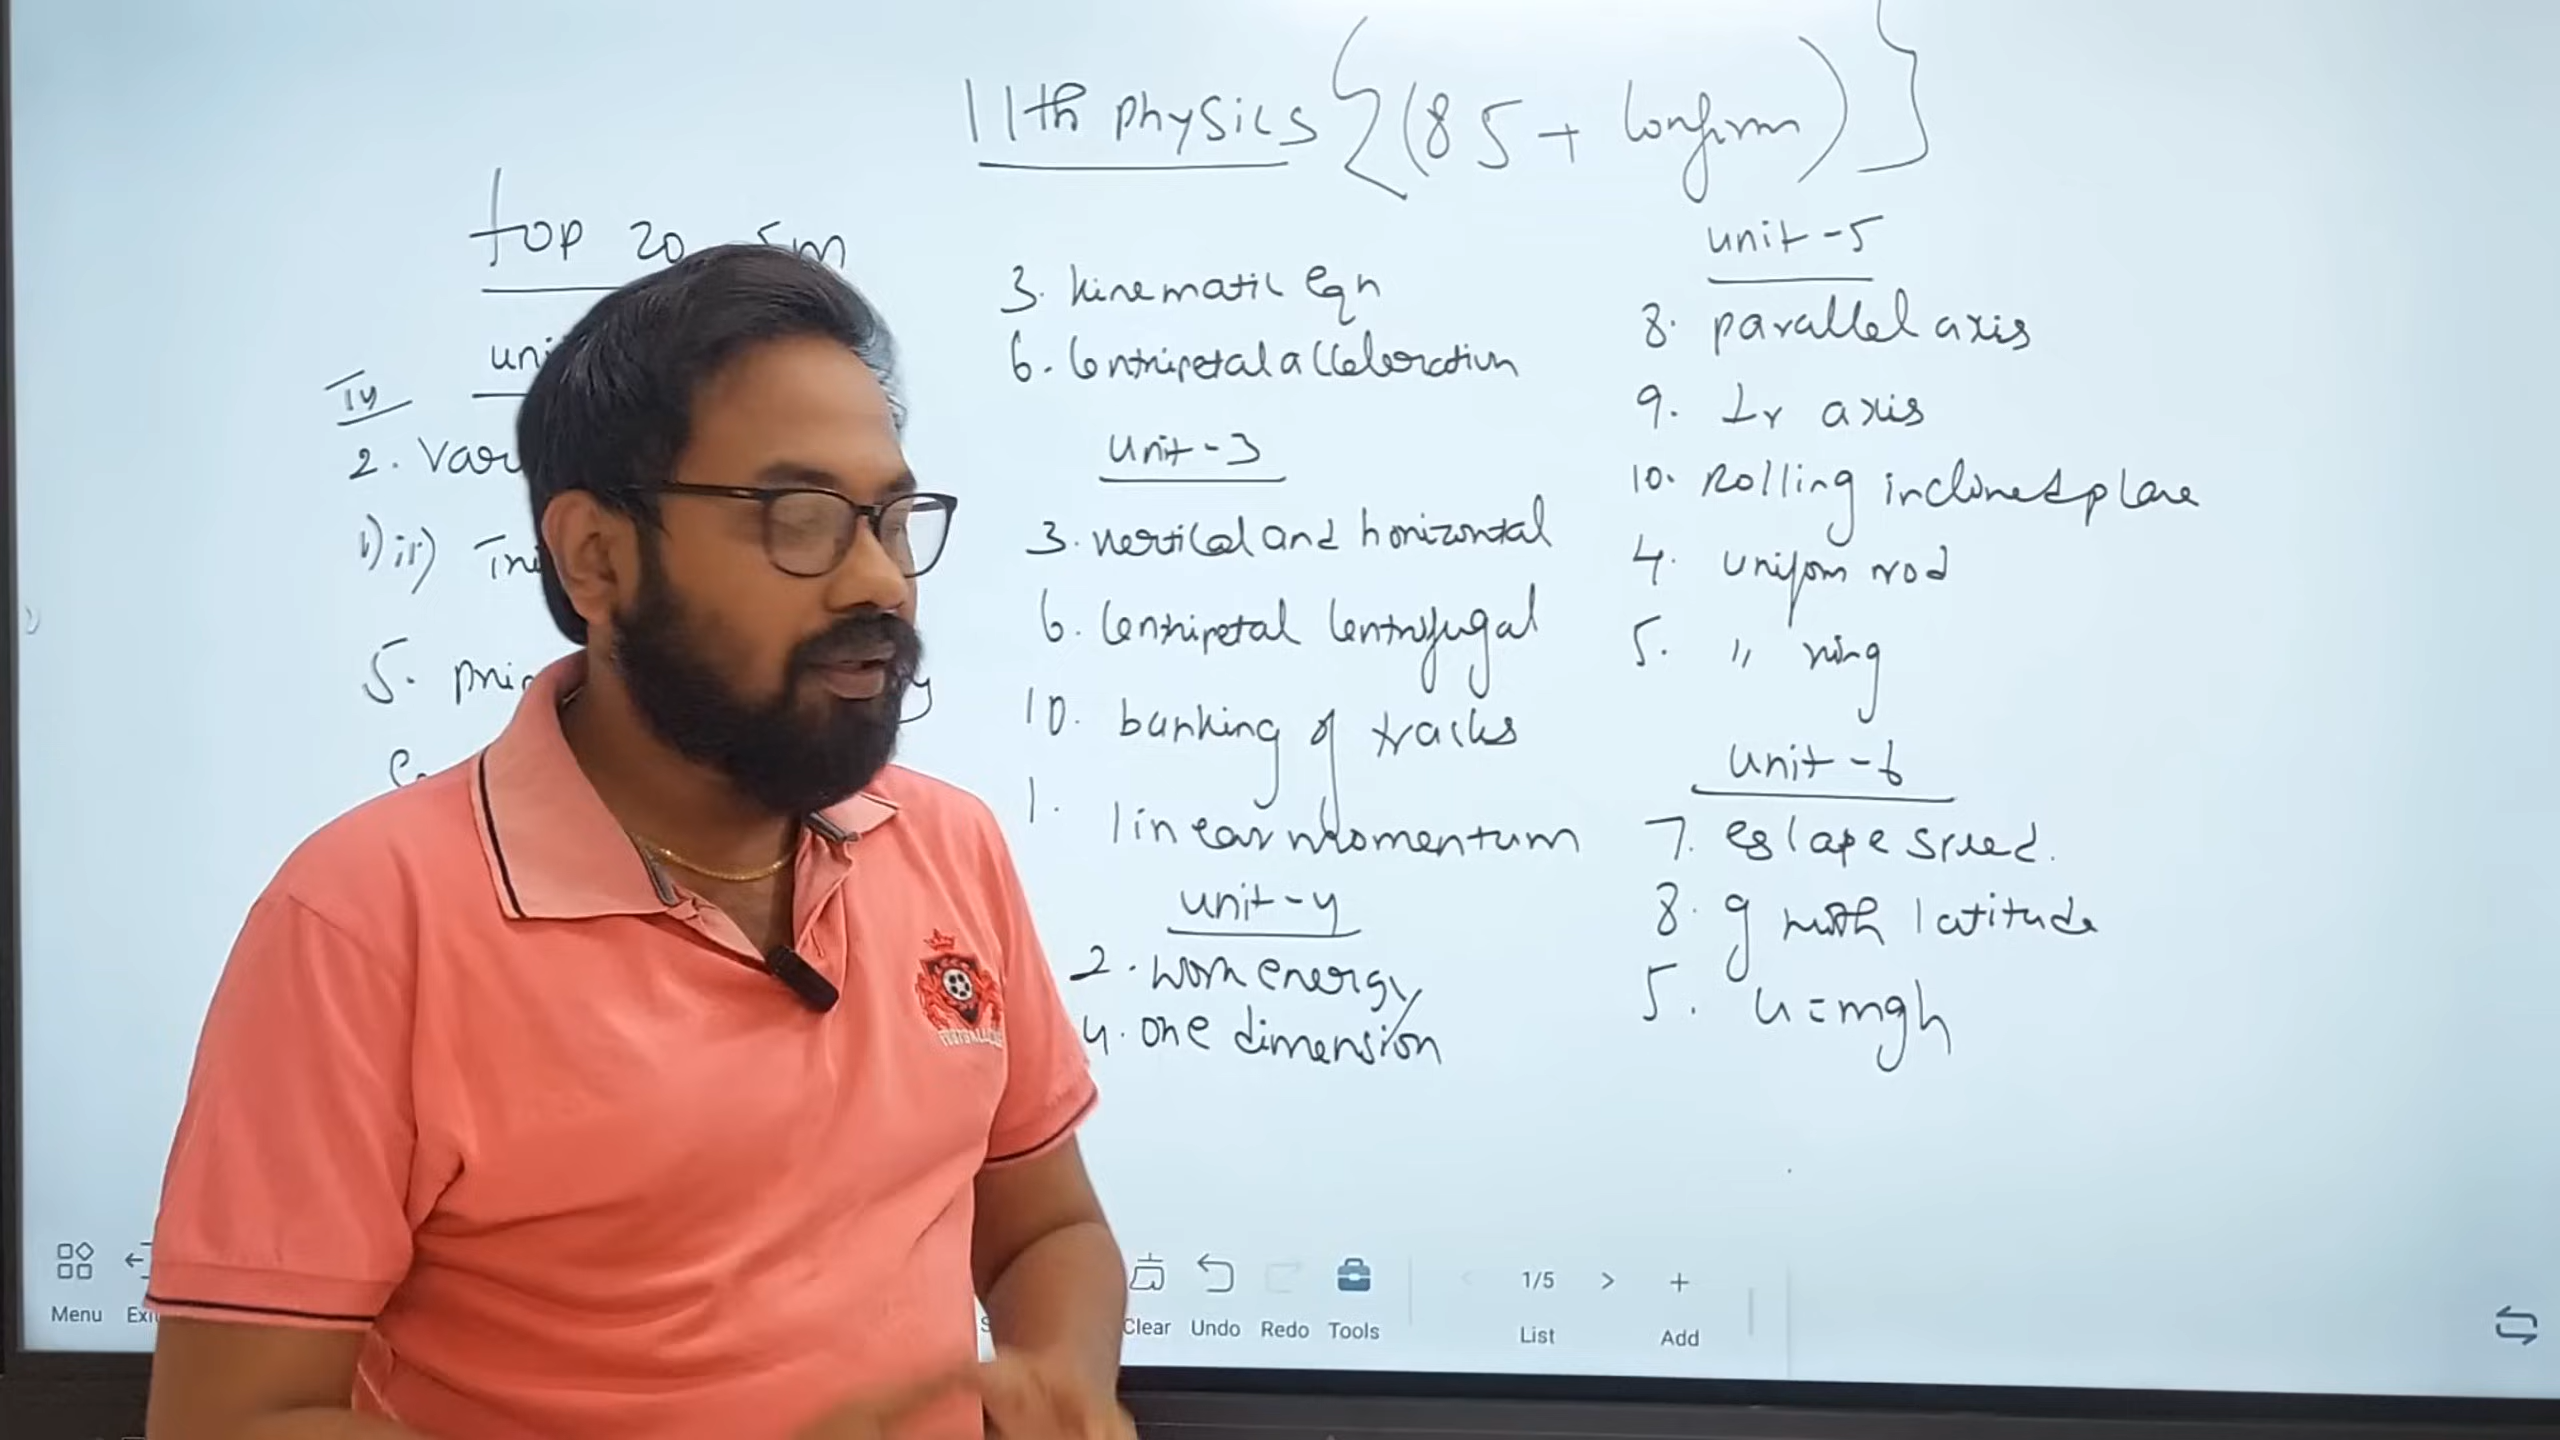 11th physics {(85+ Confirm)}
top 20 5m
2.
1) ii)
5.
3. kinematic eqn
6. Centripetal acceleration
unit-3
3. vertical and horizontal
6. Centripetal Centrifugal
10. banking of tracks
1. linear momentum
unit-4
2. work energy
4. one dimension
unit-5
8. parallel axis
9. ⊥r axis
10. Rolling inclined plane
4. uniform rod
5. " ring
unit-6
7. escape speed.
8. g with latitude
5. u=mgh
Menu
Clear Undo Redo Tools
1/5
List
Add